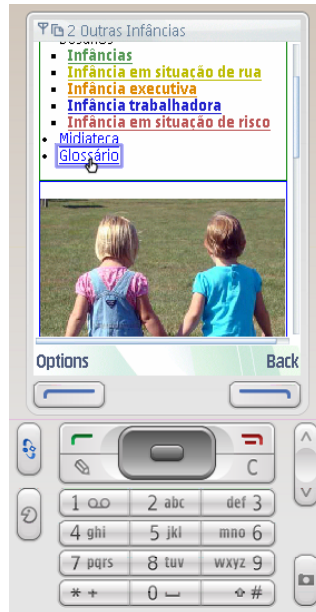 2 Outras Infâncias
Infâncias
Infância em situação de rua
Infância executiva
Infância trabalhadora
Infância em situação de risco
Midiateca
Glossário
Options Back
C
1 2 abc def 3
4 ghi 5 jkl mno 6
7 pqrs 8 tuv wxyz 9
* + 0 #